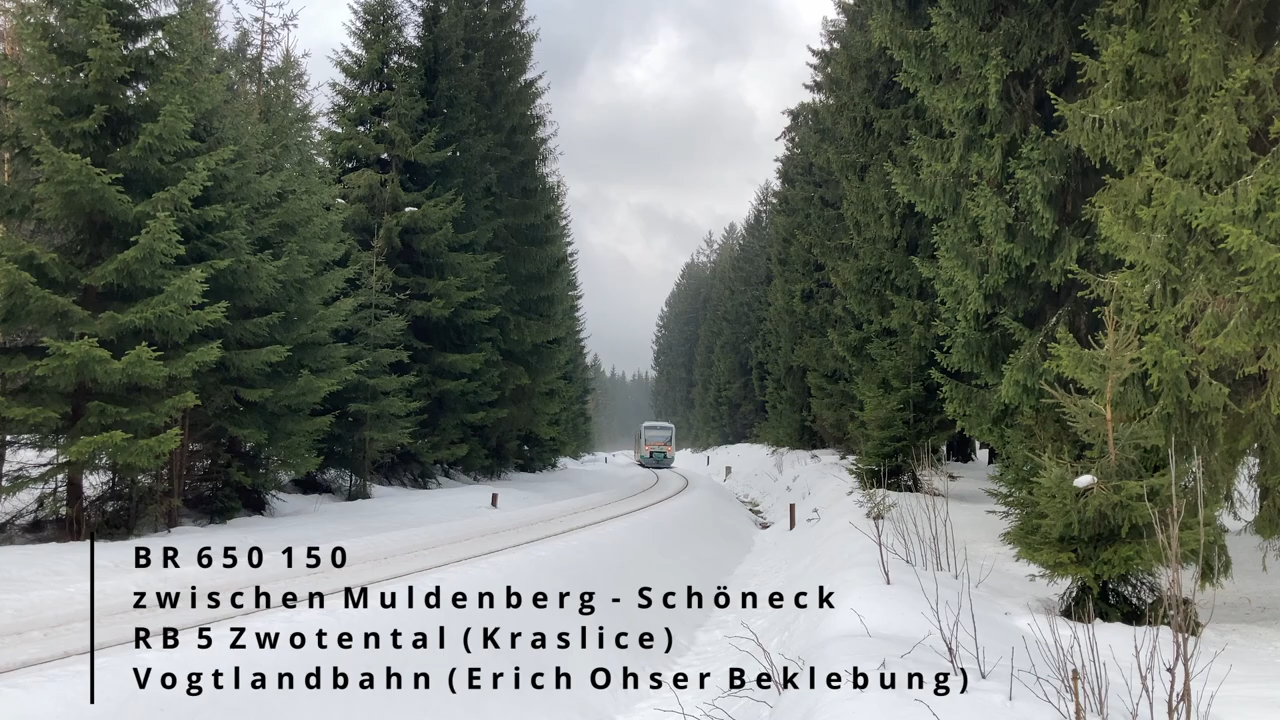 BR 650 150
zwischen Muldenberg - Schöneck
RB 5 Zwotental (Kraslice)
Vogtlandbahn (Erich Ohser Beklebung)